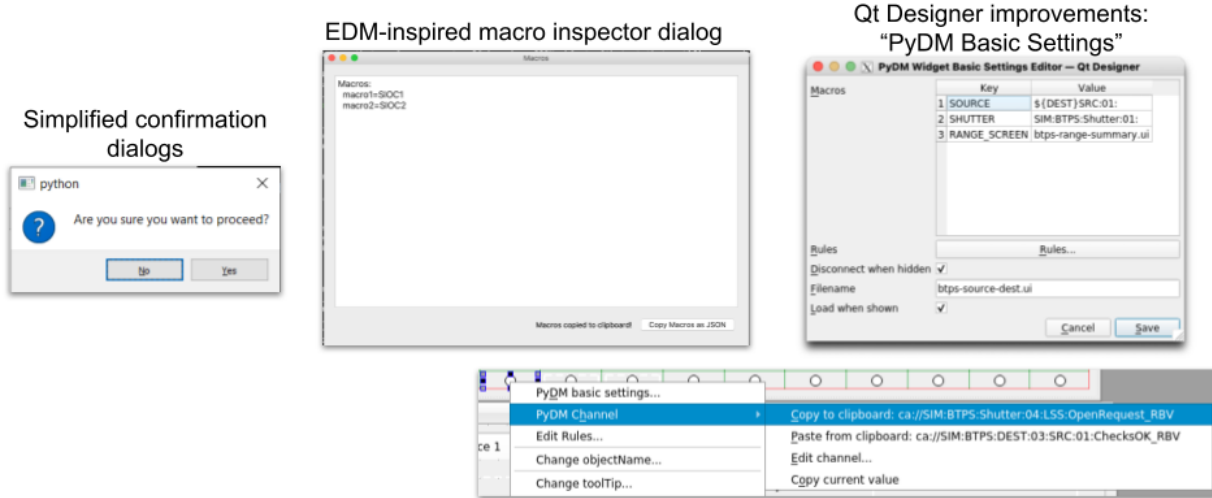 Simplified confirmation
dialogs
python
Are you sure you want to proceed?
No
Yes
EDM-inspired macro inspector dialog
Macros
Macros:
macro1=SIOC1
macro2=SIOC2
Macros copied to clipboard!
Copy Macros as JSON
Qt Designer improvements:
“PyDM Basic Settings”
X PyDM Widget Basic Settings Editor — Qt Designer
Macros
Key Value
1 SOURCE ${DEST}SRC:01:
2 SHUTTER SIM:BTPS:Shutter:01:
3 RANGE_SCREEN btps-range-summary.ui
Rules
Rules...
Disconnect when hidden
Filename btps-source-dest.ui
Load when shown
Cancel
Save
PyDM basic settings...
PyDM Channel
Edit Rules...
Change objectName...
Change toolTip...
Copy to clipboard: ca://SIM:BTPS:Shutter:04:LSS:OpenRequest_RBV
Paste from clipboard: ca://SIM:BTPS:DEST:03:SRC:01:ChecksOK_RBV
Edit channel...
Copy current value
ce 1